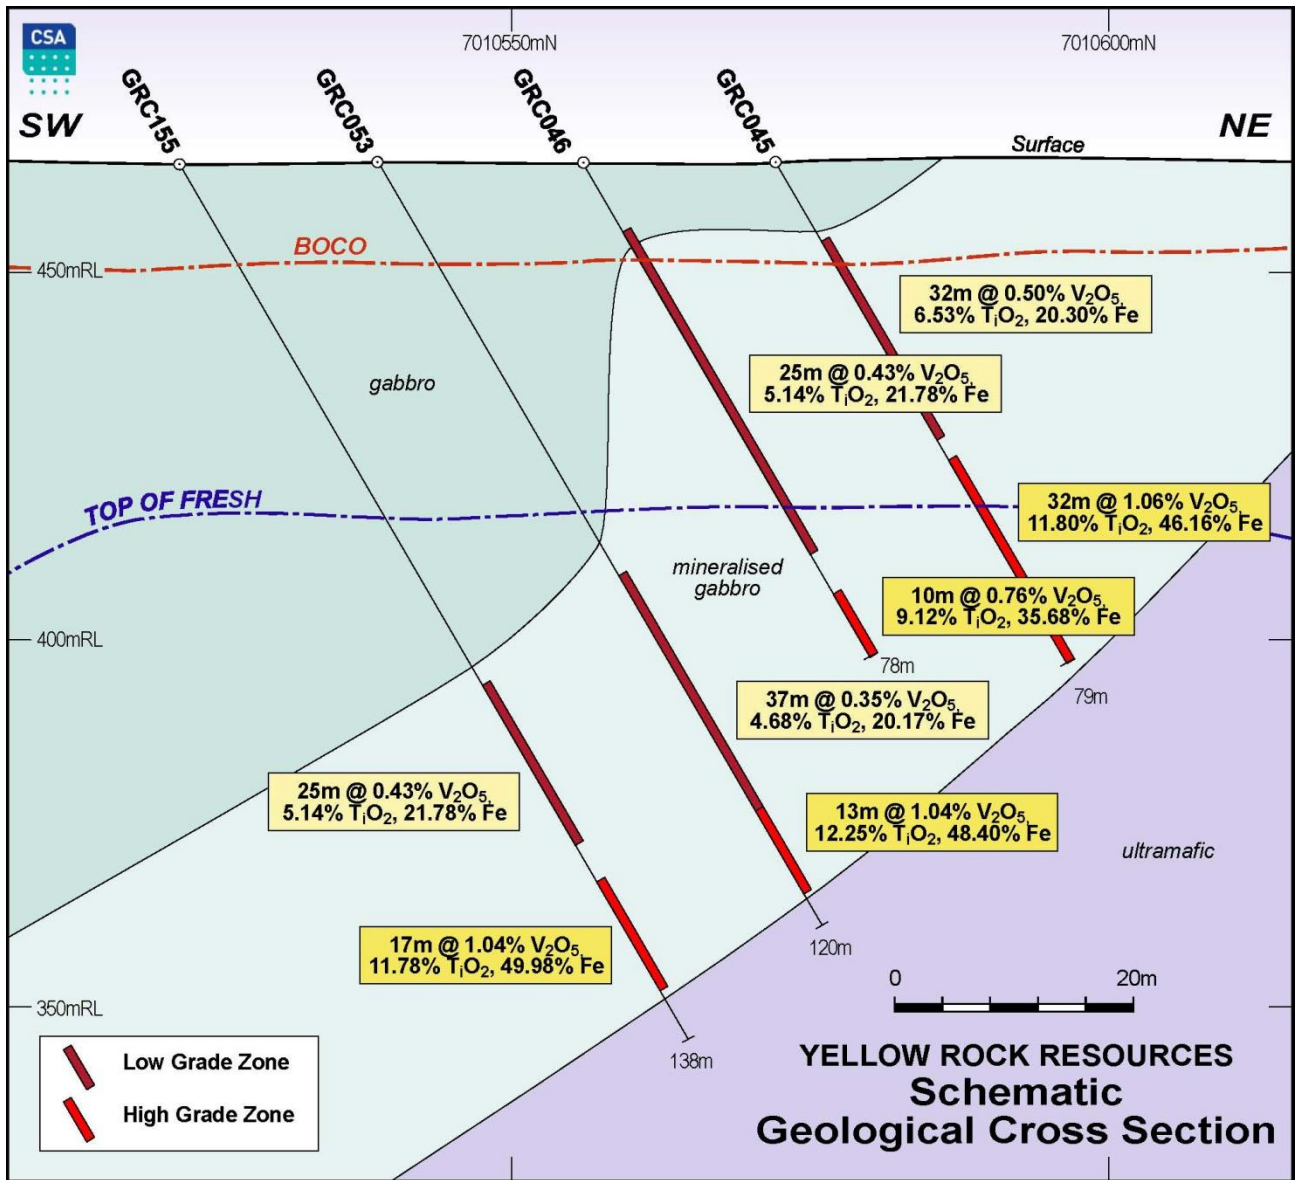 CSA
7010550mN
7010600mN
GRC155
GRC053
GRC046
GRC045
SW
NE
Surface
BOCO
450mRL
32m @ 0.50% V₂O₅,
6.53% TᵢO₂, 20.30% Fe
25m @ 0.43% V₂O₅,
5.14% TᵢO₂, 21.78% Fe
gabbro
TOP OF FRESH
32m @ 1.06% V₂O₅,
11.80% TᵢO₂, 46.16% Fe
mineralised
gabbro
10m @ 0.76% V₂O₅,
9.12% TᵢO₂, 35.68% Fe
400mRL
78m
79m
37m @ 0.35% V₂O₅,
4.68% TᵢO₂, 20.17% Fe
25m @ 0.43% V₂O₅,
5.14% TᵢO₂, 21.78% Fe
13m @ 1.04% V₂O₅,
12.25% TᵢO₂, 48.40% Fe
ultramafic
17m @ 1.04% V₂O₅,
11.78% TᵢO₂, 49.98% Fe
120m
0 20m
350mRL
138m
Low Grade Zone
High Grade Zone
YELLOW ROCK RESOURCES
Schematic
Geological Cross Section